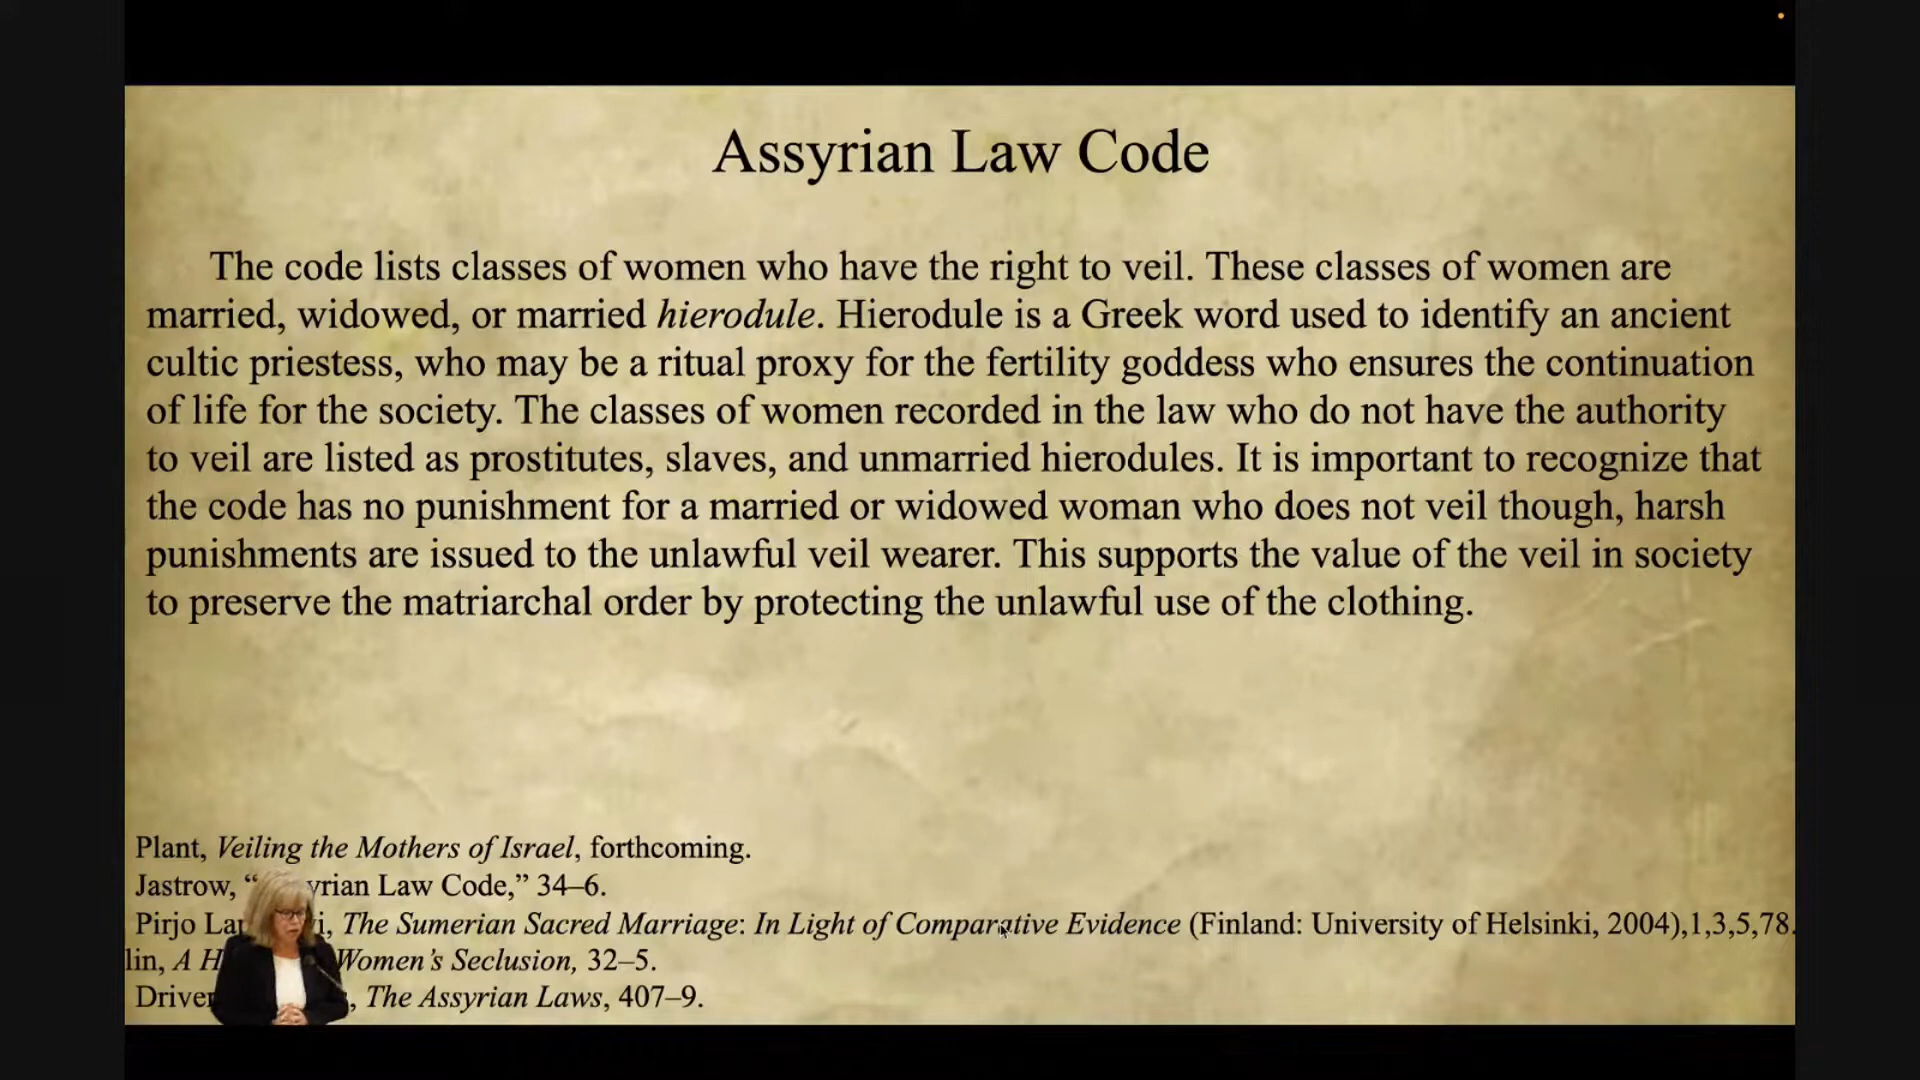 Assyrian Law Code
The code lists classes of women who have the right to veil. These classes of women are
married, widowed, or married hierodule. Hierodule is a Greek word used to identify an ancient
cultic priestess, who may be a ritual proxy for the fertility goddess who ensures the continuation
of life for the society. The classes of women recorded in the law who do not have the authority
to veil are listed as prostitutes, slaves, and unmarried hierodules. It is important to recognize that
the code has no punishment for a married or widowed woman who does not veil though, harsh
punishments are issued to the unlawful veil wearer. This supports the value of the veil in society
to preserve the matriarchal order by protecting the unlawful use of the clothing.
Plant, Veiling the Mothers of Israel, forthcoming.
Jastrow, “ yrian Law Code,” 34–6.
Pirjo The Sumerian Sacred Marriage: In Light of Comparative Evidence (Finland: University of Helsinki, 2004),1,3,5,78.
lin, A Women’s Seclusion, 32–5.
Driver , The Assyrian Laws, 407–9.